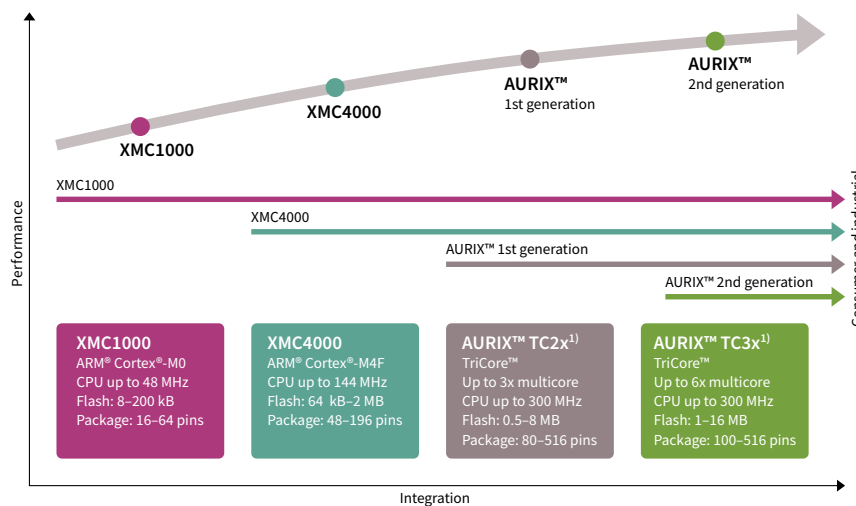 AURIX™
2nd generation
AURIX™
1st generation
XMC4000
XMC1000
Performance
XMC1000
XMC4000
AURIX™ 1st generation
AURIX™ 2nd generation
Consumer and industrial
XMC1000
ARM® Cortex®-M0
CPU up to 48 MHz
Flash: 8–200 kB
Package: 16–64 pins
XMC4000
ARM® Cortex®-M4F
CPU up to 144 MHz
Flash: 64 kB–2 MB
Package: 48–196 pins
AURIX™ TC2x¹⁾
TriCore™
Up to 3x multicore
CPU up to 300 MHz
Flash: 0.5–8 MB
Package: 80–516 pins
AURIX™ TC3x¹⁾
TriCore™
Up to 6x multicore
CPU up to 300 MHz
Flash: 1–16 MB
Package: 100–516 pins
Integration